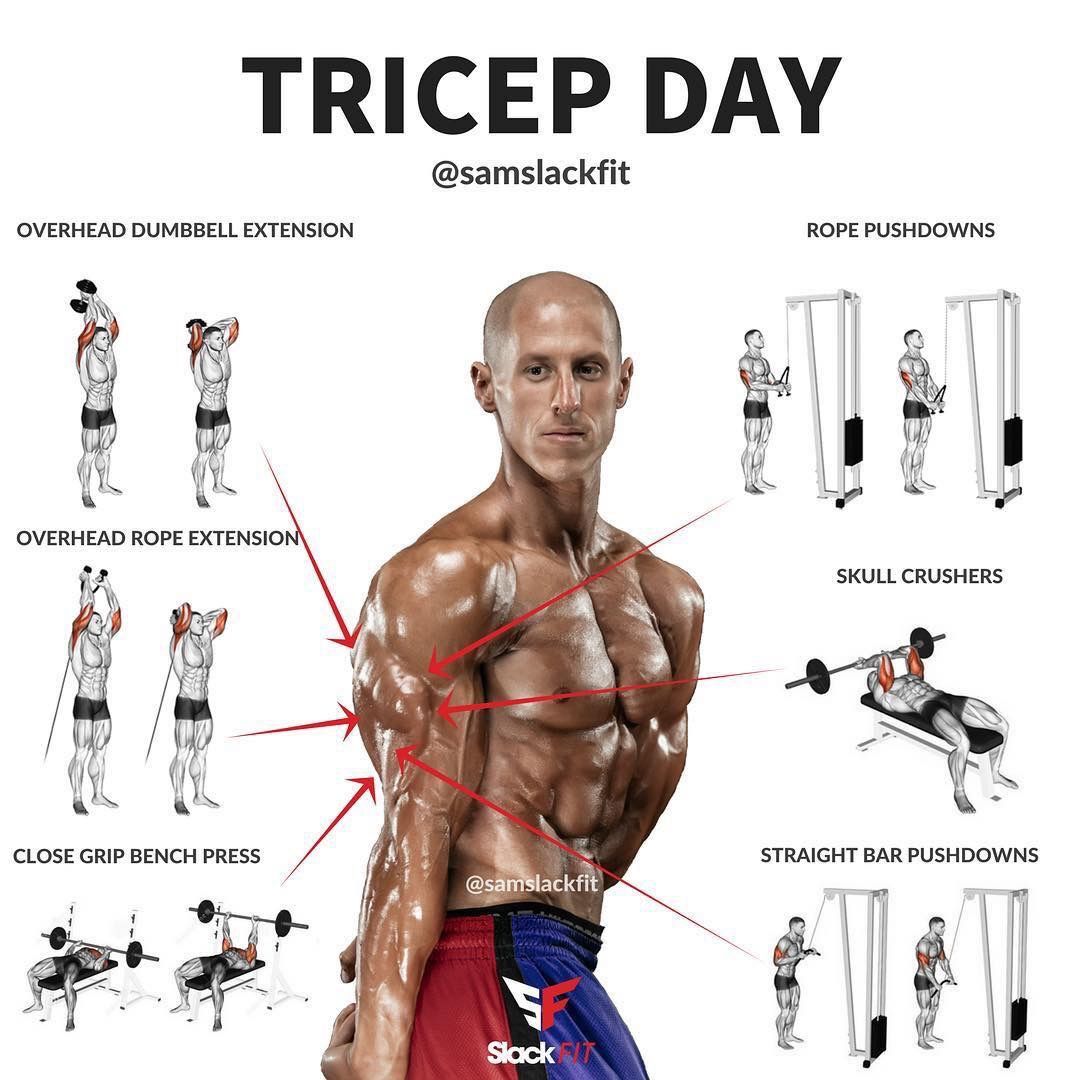 TRICEP DAY
@samslackfit
OVERHEAD DUMBBELL EXTENSION
ROPE PUSHDOWNS
OVERHEAD ROPE EXTENSION
SKULL CRUSHERS
CLOSE GRIP BENCH PRESS
STRAIGHT BAR PUSHDOWNS
@samslackfit
SF
SlackFIT